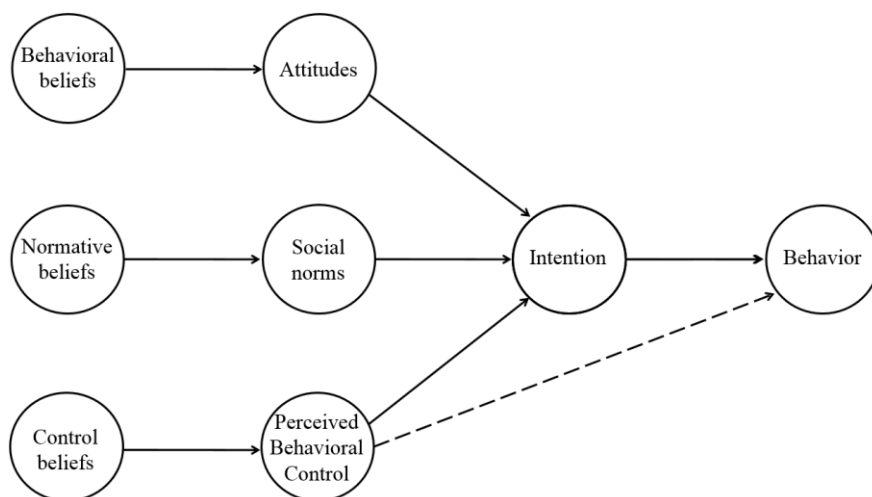 Behavioral
beliefs
Attitudes
Normative
beliefs
Social
norms
Intention
Behavior
Control
beliefs
Perceived
Behavioral
Control